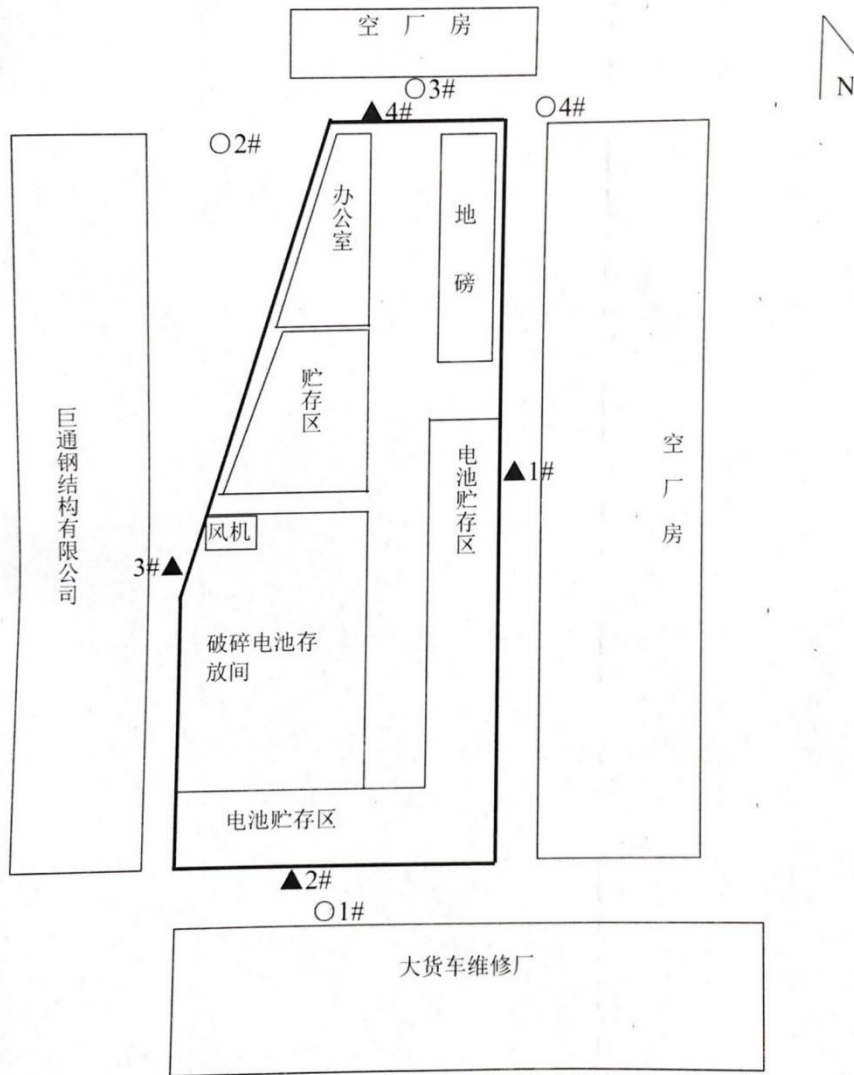 空 厂 房
N
○3#
▲4#
○4#
○2#
办公室
地磅
贮存区
巨通钢结构有限公司
电池贮存区
▲1#
空厂房
风机
3#▲
破碎电池存
放间
电池贮存区
▲2#
○1#
大货车维修厂